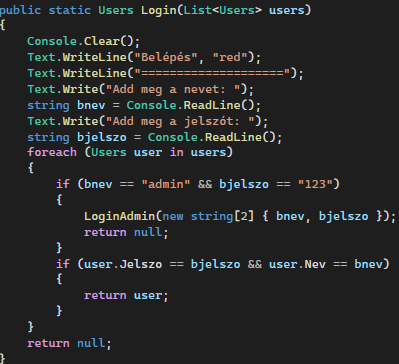 public static Users Login(List<Users> users)
{
    Console.Clear();
    Text.WriteLine("Belépés", "red");
    Text.WriteLine("====================");
    Text.Write("Add meg a nevet: ");
    string bnev = Console.ReadLine();
    Text.Write("Add meg a jelszót: ");
    string bjelszo = Console.ReadLine();
    foreach (Users user in users)
    {
        if (bnev == "admin" && bjelszo == "123")
        {
            LoginAdmin(new string[2] { bnev, bjelszo });
            return null;
        }
        if (user.Jelszo == bjelszo && user.Nev == bnev)
        {
            return user;
        }
    }
    return null;
}